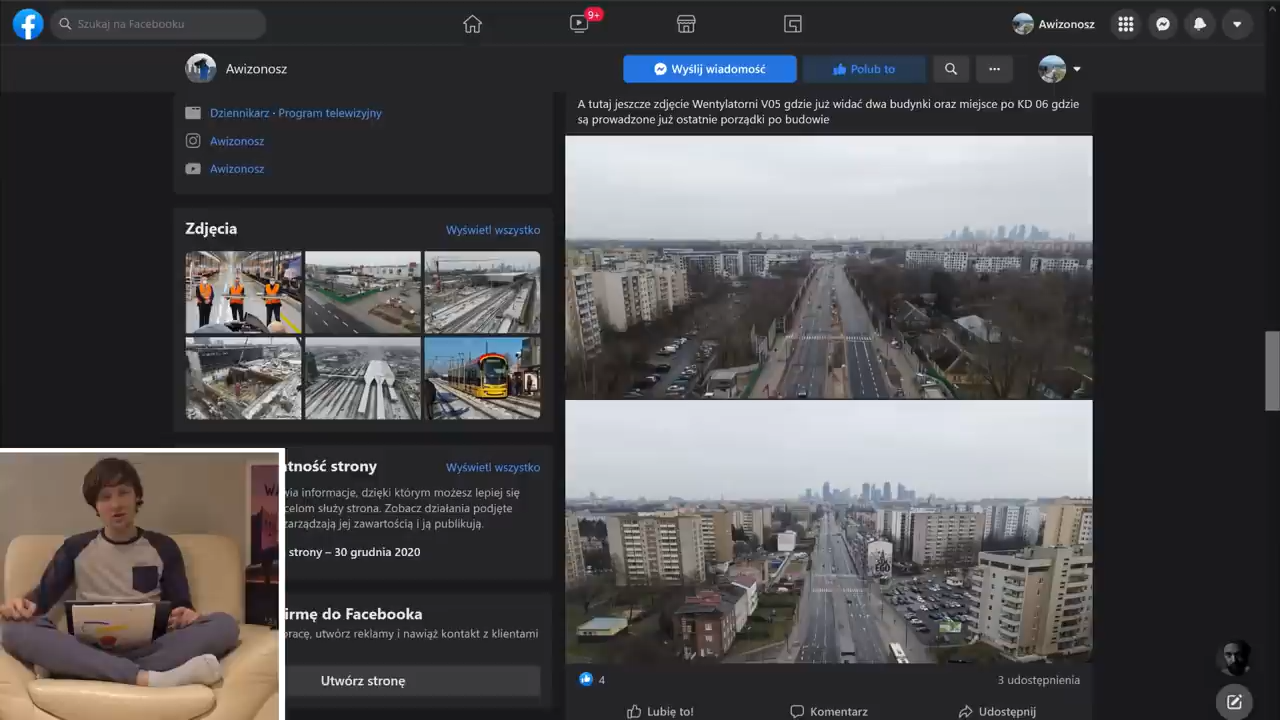 Szukaj na Facebooku
9+
Awizonosz
Awizonosz
Wyślij wiadomość
Polub to
Dziennikarz · Program telewizyjny
Awizonosz
Awizonosz
Zdjęcia
Wyświetl wszystko
tność strony
Wyświetl wszystko
wia informacje, dzięki którym możesz lepiej się
celom służy strona. Zobacz działania podjęte
zarządzają jej zawartością i ją publikują.
strony – 30 grudnia 2020
irmę do Facebooka
pracę, utwórz reklamy i nawiąż kontakt z klientami
Utwórz stronę
A tutaj jeszcze zdjęcie Wentylatorni V05 gdzie już widać dwa budynki oraz miejsce po KD 06 gdzie
są prowadzone już ostatnie porządki po budowie
4
3 udostępnienia
Lubię to!
Komentarz
Udostępnij